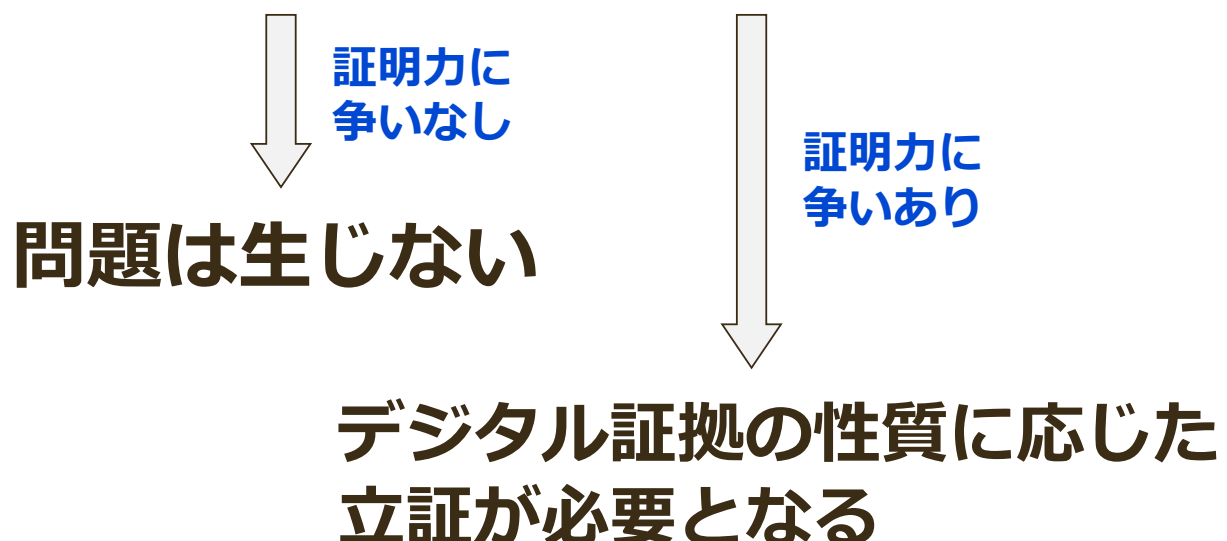 証明力に
争いなし
証明力に
争いあり
問題は生じない
デジタル証拠の性質に応じた
立証が必要となる